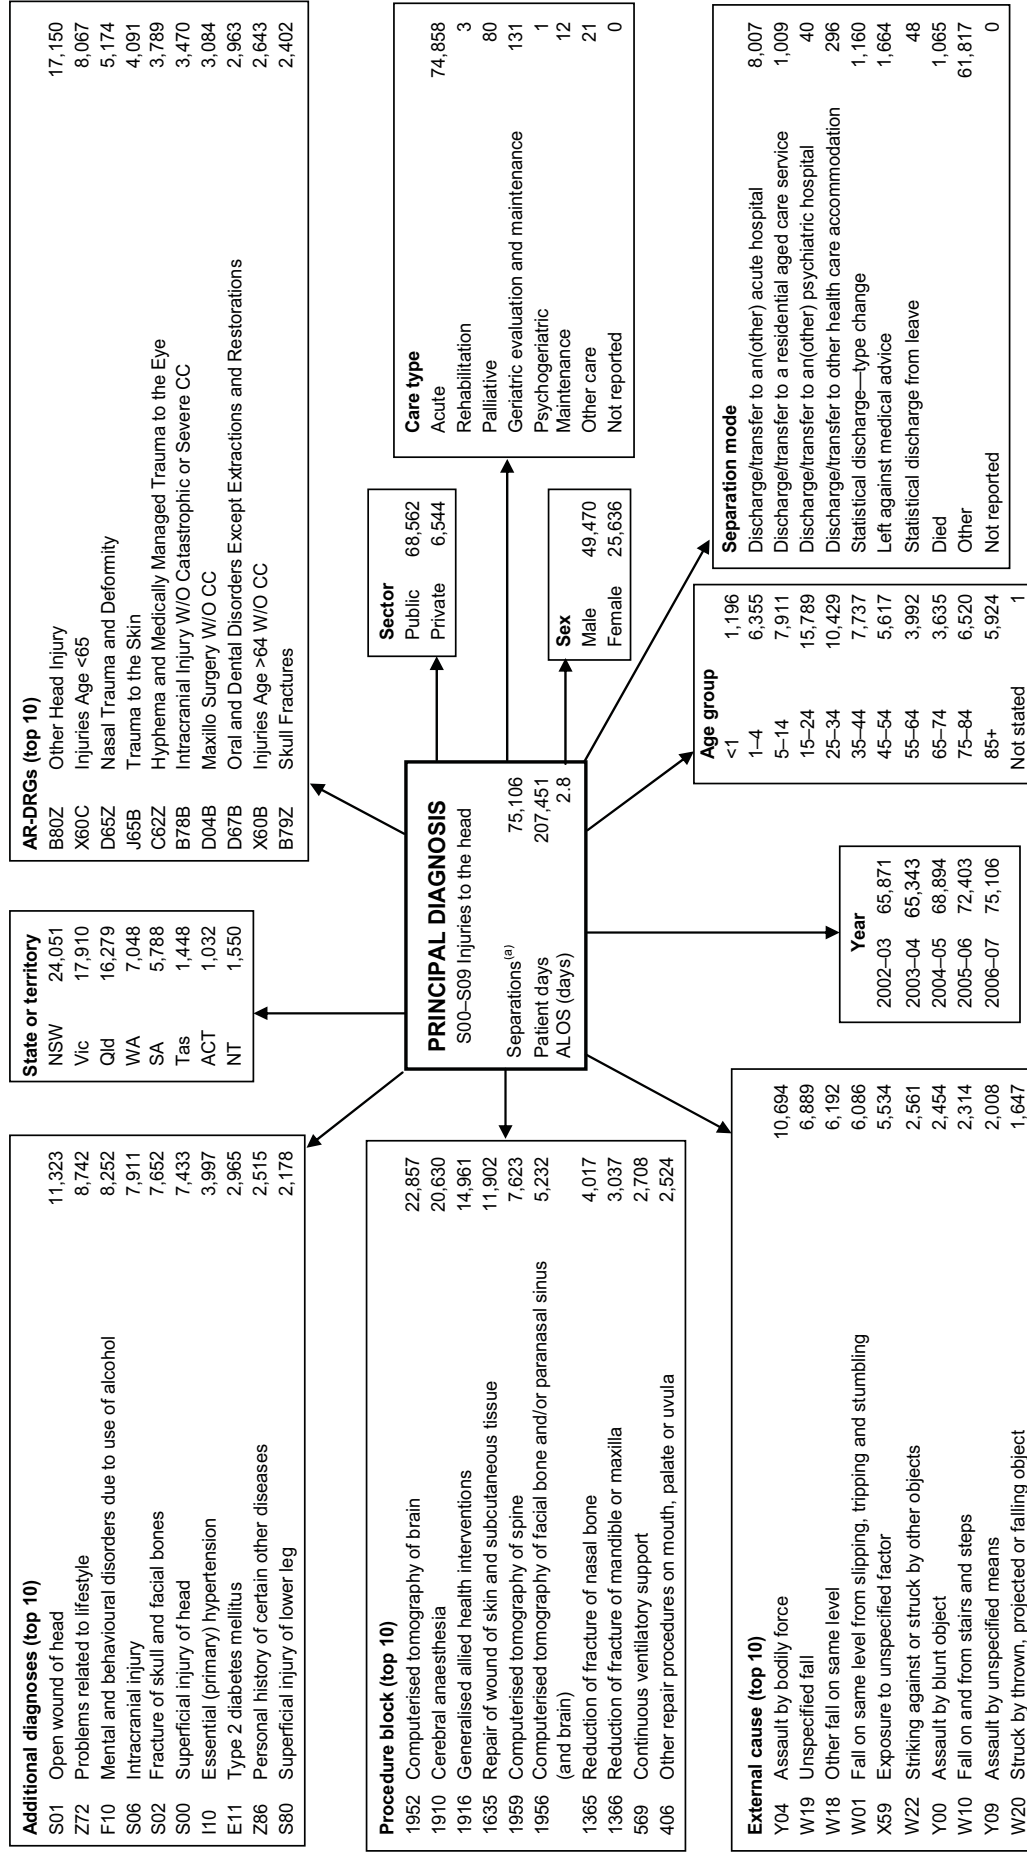 Additional diagnoses (top 10)
S01 Open wound of head 11,323
Z72 Problems related to lifestyle 8,742
F10 Mental and behavioural disorders due to use of alcohol 8,252
S06 Intracranial injury 7,911
S02 Fracture of skull and facial bones 7,652
S00 Superficial injury of head 7,433
I10 Essential (primary) hypertension 3,997
E11 Type 2 diabetes mellitus 2,965
Z86 Personal history of certain other diseases 2,515
S80 Superficial injury of lower leg 2,178
State or territory
NSW 24,051
Vic 17,910
Qld 16,279
WA 7,048
SA 5,788
Tas 1,448
ACT 1,032
NT 1,550
AR-DRGs (top 10)
B80Z Other Head Injury 17,150
X60C Injuries Age <65 8,067
D65Z Nasal Trauma and Deformity 5,174
J65B Trauma to the Skin 4,091
C62Z Hyphema and Medically Managed Trauma to the Eye 3,789
B78B Intracranial Injury W/O Catastrophic or Severe CC 3,470
D04B Maxillo Surgery W/O CC 3,084
D67B Oral and Dental Disorders Except Extractions and Restorations 2,963
X60B Injuries Age >64 W/O CC 2,643
B79Z Skull Fractures 2,402
Procedure block (top 10)
1952 Computerised tomography of brain 22,857
1910 Cerebral anaesthesia 20,630
1916 Generalised allied health interventions 14,961
1635 Repair of wound of skin and subcutaneous tissue 11,902
1959 Computerised tomography of spine 7,623
1956 Computerised tomography of facial bone and/or paranasal sinus 5,232
(and brain)
1365 Reduction of fracture of nasal bone 4,017
1366 Reduction of fracture of mandible or maxilla 3,037
569 Continuous ventilatory support 2,708
406 Other repair procedures on mouth, palate or uvula 2,524
PRINCIPAL DIAGNOSIS
S00–S09 Injuries to the head
Separations(a) 75,106
Patient days 207,451
ALOS (days) 2.8
Sector
Public 68,562
Private 6,544
Sex
Male 49,470
Female 25,636
Care type
Acute 74,858
Rehabilitation 3
Palliative 80
Geriatric evaluation and maintenance 131
Psychogeriatric 1
Maintenance 12
Other care 21
Not reported 0
External cause (top 10)
Y04 Assault by bodily force 10,694
W19 Unspecified fall 6,889
W18 Other fall on same level 6,192
W01 Fall on same level from slipping, tripping and stumbling 6,086
X59 Exposure to unspecified factor 5,534
W22 Striking against or struck by other objects 2,561
Y00 Assault by blunt object 2,454
W10 Fall on and from stairs and steps 2,314
Y09 Assault by unspecified means 2,008
W20 Struck by thrown, projected or falling object 1,647
Year
2002–03 65,871
2003–04 65,343
2004–05 68,894
2005–06 72,403
2006–07 75,106
Age group
<1 1,196
1–4 6,355
5–14 7,911
15–24 15,789
25–34 10,429
35–44 7,737
45–54 5,617
55–64 3,992
65–74 3,635
75–84 6,520
85+ 5,924
Not stated 1
Separation mode
Discharge/transfer to an(other) acute hospital 8,007
Discharge/transfer to a residential aged care service 1,009
Discharge/transfer to an(other) psychiatric hospital 40
Discharge/transfer to other health care accommodation 296
Statistical discharge—type change 1,160
Left against medical advice 1,664
Statistical discharge from leave 48
Died 1,065
Other 61,817
Not reported 0